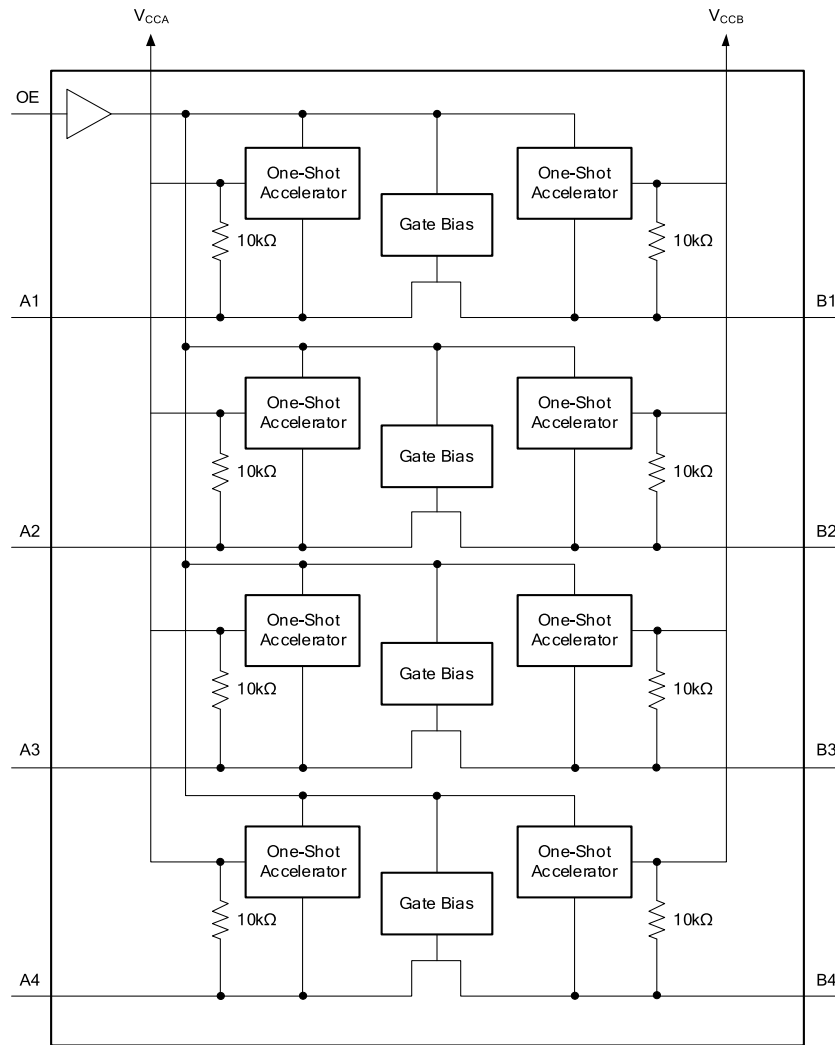 VCCA VCCB
OE
One-Shot Accelerator One-Shot Accelerator
Gate Bias
10kΩ 10kΩ
A1 B1
One-Shot Accelerator One-Shot Accelerator
Gate Bias
10kΩ 10kΩ
A2 B2
One-Shot Accelerator One-Shot Accelerator
Gate Bias
10kΩ 10kΩ
A3 B3
One-Shot Accelerator One-Shot Accelerator
Gate Bias
10kΩ 10kΩ
A4 B4